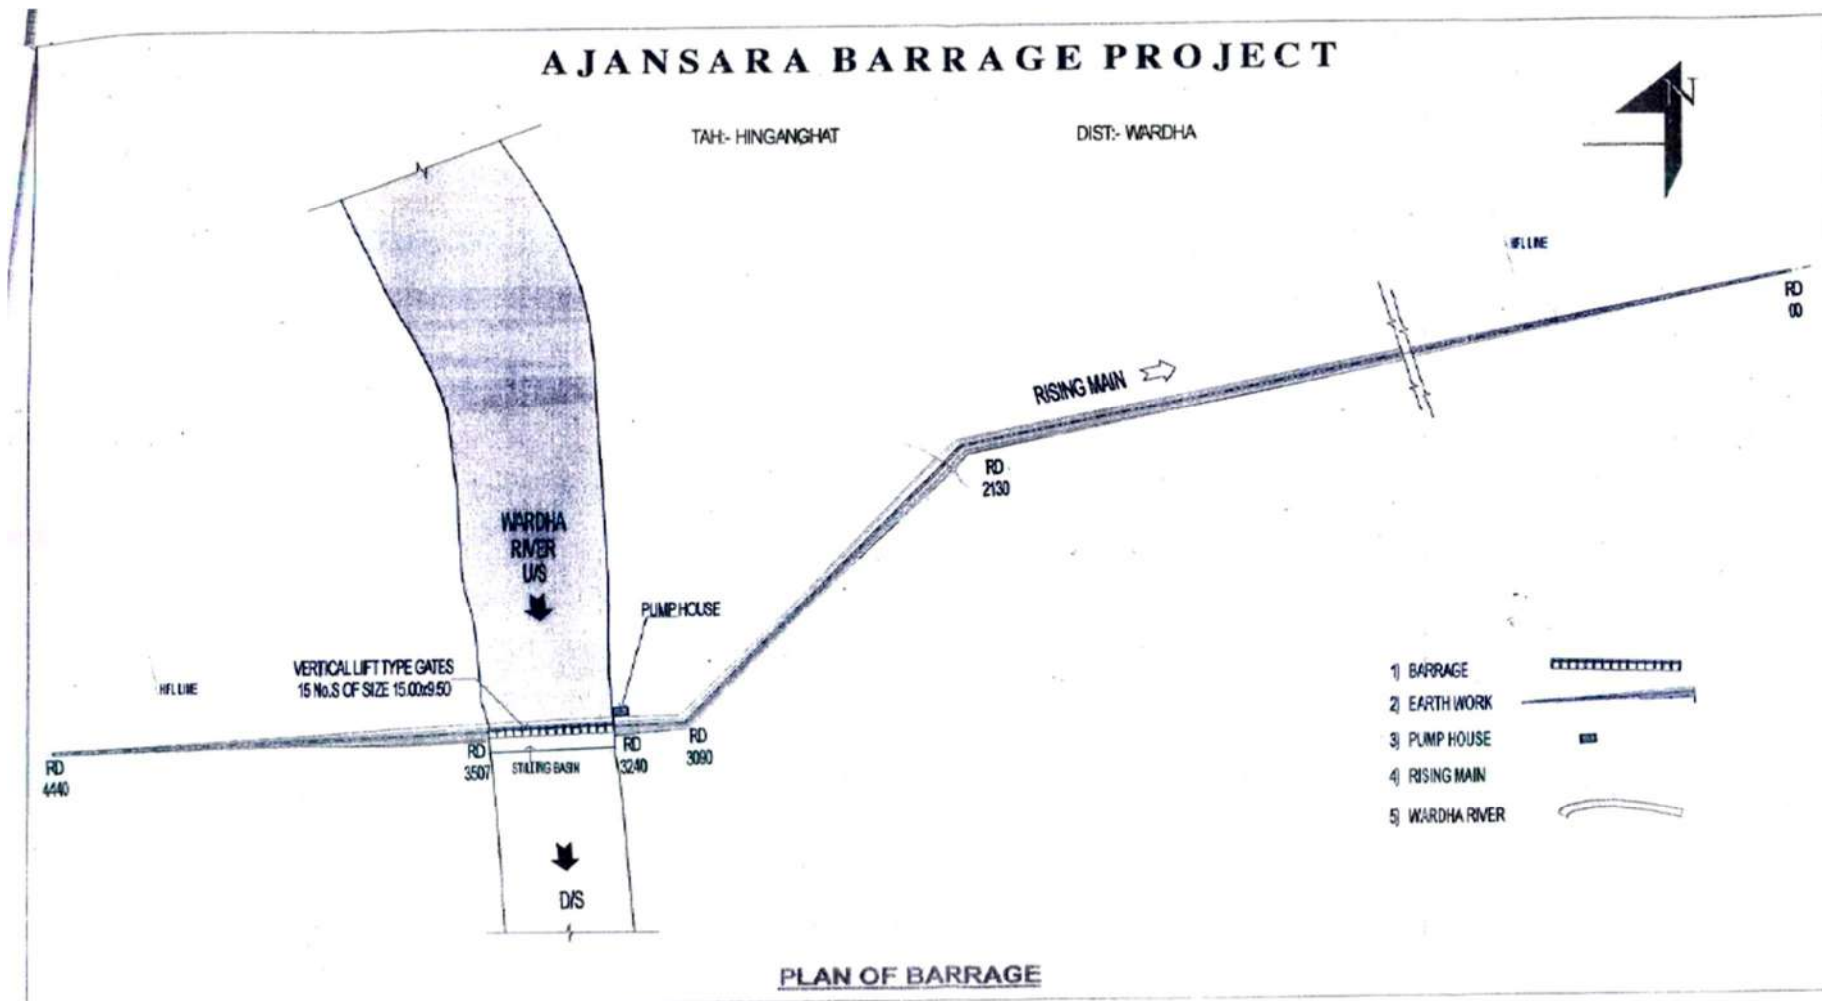 AJANSARA BARRAGE PROJECT
TAH:- HINGANGHAT
DIST:- WARDHA
N
HFL LINE
RD
00
RISING MAIN
RD
2130
WARDHA
RIVER
U/S
PUMP HOUSE
VERTICAL LIFT TYPE GATES
15 No.S OF SIZE 15.00x9.50
HFL LINE
RD
4440
RD
3507
STILLING BASIN
RD
3240
RD
3090
D/S
1) BARRAGE
2) EARTH WORK
3) PUMP HOUSE
4) RISING MAIN
5) WARDHA RIVER
PLAN OF BARRAGE